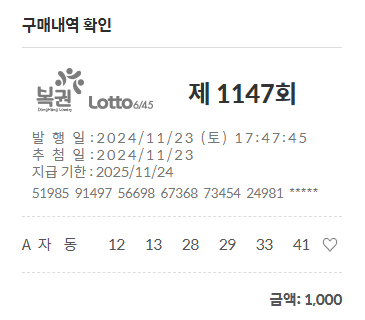 구매내역 확인
복권 Lotto6/45 제 1147회
DongHang Lottery
발 행 일 : 2024/11/23 (토) 17:47:45
추 첨 일 : 2024/11/23
지급 기한 : 2025/11/24
51985 91497 56698 67368 73454 24981 *****
A 자 동 12 13 28 29 33 41 ♡
금액: 1,000